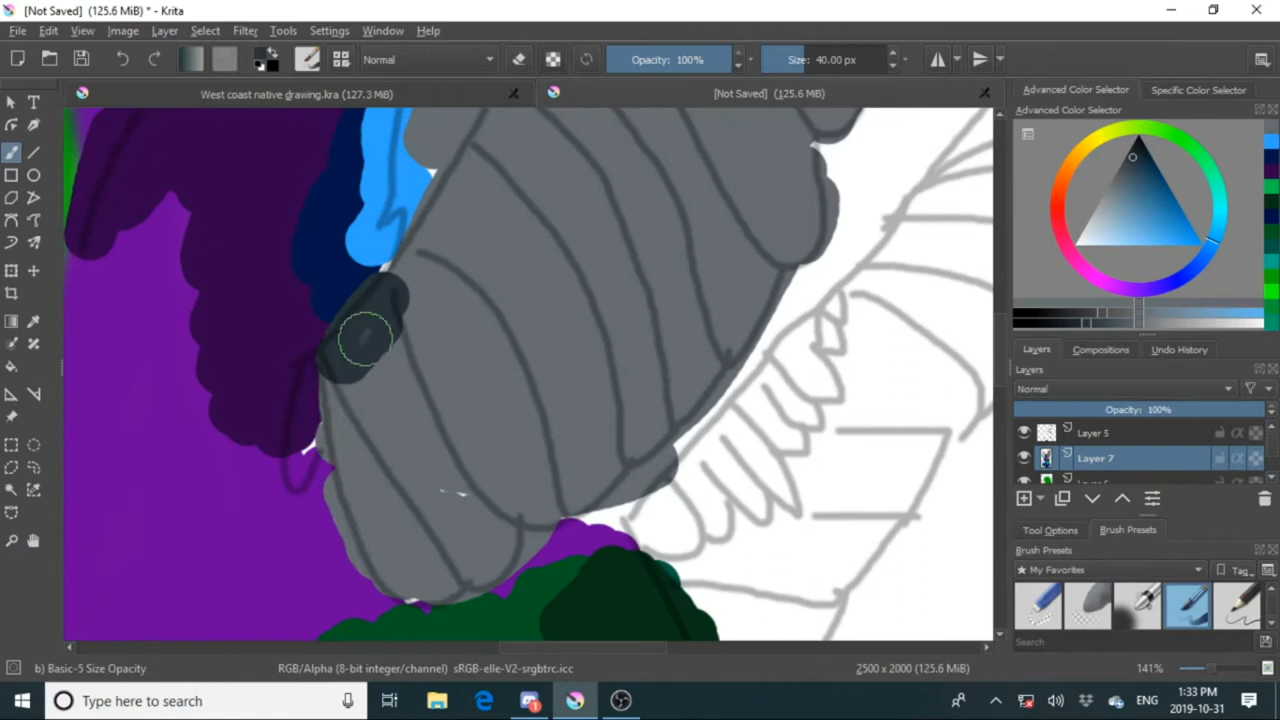 [Not Saved] (125.6 MiB) * - Krita
File Edit View Image Layer Select Filter Tools Settings Window Help
Normal Opacity: 100% Size: 40.00 px
West coast native drawing.kra (127.3 MiB) [Not Saved] (125.6 MiB)
Advanced Color Selector Specific Color Selector
Advanced Color Selector
Layers Compositions Undo History
Layers
Normal
Opacity: 100%
Layer 5
Layer 7
Tool Options Brush Presets
Brush Presets
My Favorites Tag
Search
b) Basic-5 Size Opacity RGB/Alpha (8-bit integer/channel) sRGB-elle-V2-srgbtrc.icc 2500 x 2000 (125.6 MiB) 141%
Type here to search ENG 1:33 PM
2019-10-31